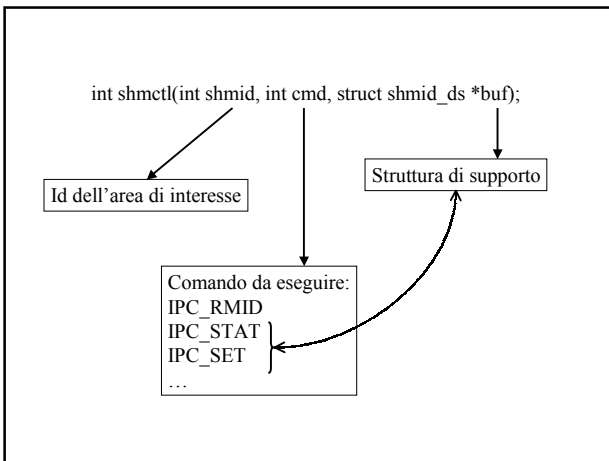 int shmctl(int shmid, int cmd, struct shmid_ds *buf);
Struttura di supporto
Id dell’area di interesse
Comando da eseguire:
IPC_RMID
IPC_STAT
IPC_SET
…